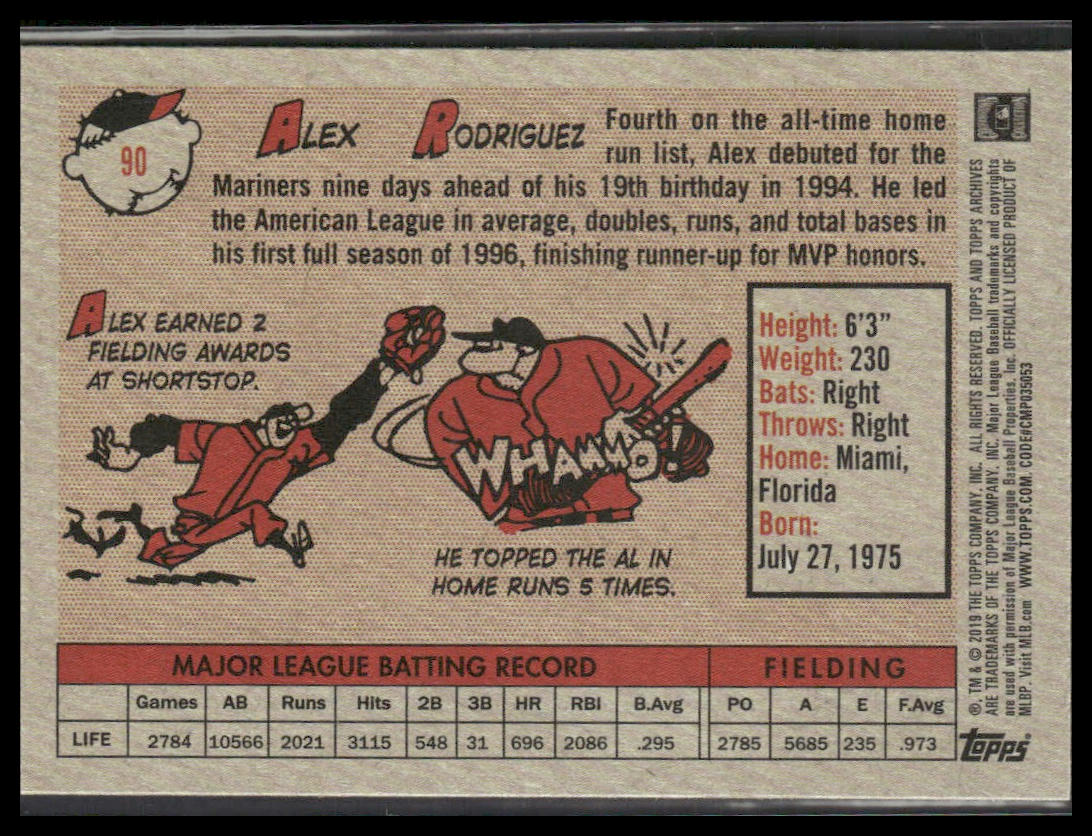 90
ALEX RODRIGUEZ
Fourth on the all-time home
run list, Alex debuted for the
Mariners nine days ahead of his 19th birthday in 1994. He led
the American League in average, doubles, runs, and total bases in
his first full season of 1996, finishing runner-up for MVP honors.
ALEX EARNED 2
FIELDING AWARDS
AT SHORTSTOP.
WHAMMO!
HE TOPPED THE AL IN
HOME RUNS 5 TIMES.
Height: 6'3"
Weight: 230
Bats: Right
Throws: Right
Home: Miami,
Florida
Born:
July 27, 1975
MAJOR LEAGUE BATTING RECORD FIELDING
Games AB Runs Hits 2B 3B HR RBI B.Avg PO A E F.Avg
LIFE 2784 10566 2021 3115 548 31 696 2086 .295 2785 5685 235 .973
®, TM & © 2019 THE TOPPS COMPANY, INC. ALL RIGHTS RESERVED. TOPPS AND TOPPS ARCHIVES
ARE TRADEMARKS OF THE TOPPS COMPANY, INC. Major League Baseball trademarks and copyrights
are used with permission of Major League Baseball Properties, Inc. OFFICIALLY LICENSED PRODUCT OF
MLBP. Visit MLB.com WWW.TOPPS.COM. CODE#CMP035053
TOPPS®